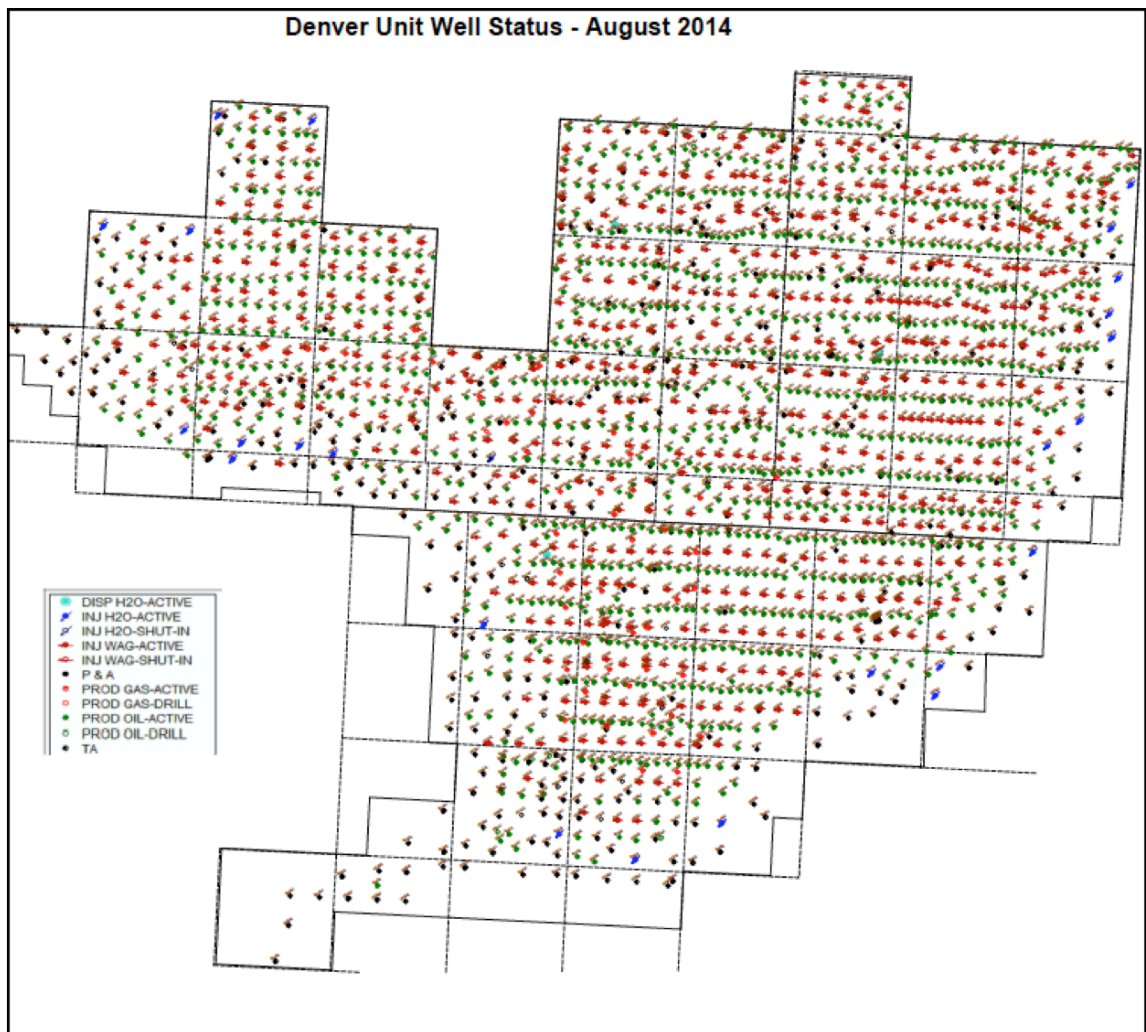 Denver Unit Well Status - August 2014
DISP H2O-ACTIVE
INJ H2O-ACTIVE
INJ H2O-SHUT-IN
INJ WAG-ACTIVE
INJ WAG-SHUT-IN
P & A
PROD GAS-ACTIVE
PROD GAS-DRILL
PROD OIL-ACTIVE
PROD OIL-DRILL
TA